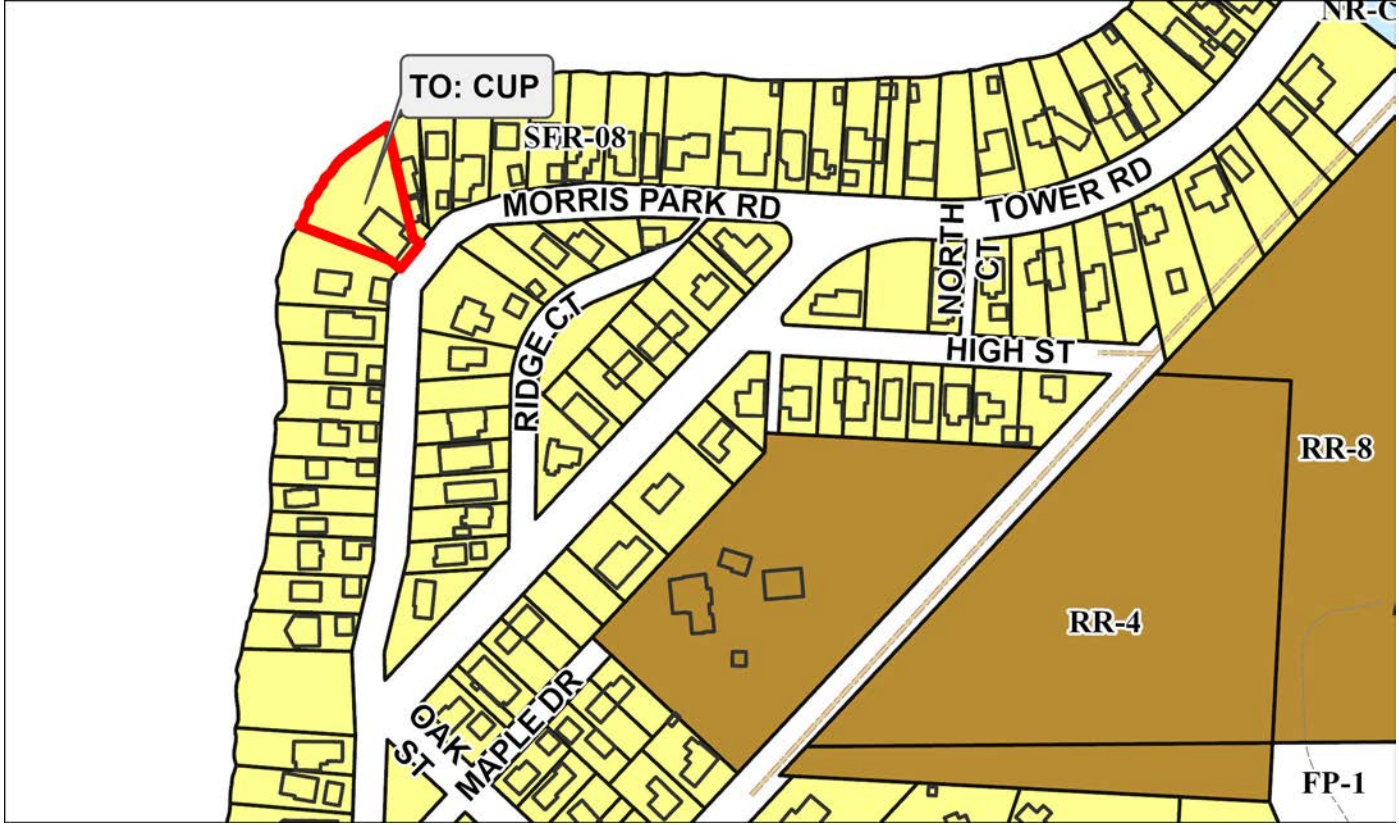 NR-C
TO: CUP
SFR-08
MORRIS PARK RD
TOWER RD
NORTH
CT
RIDGE CT
HIGH ST
RR-8
RR-4
OAK
ST
MAPLE DR
FP-1